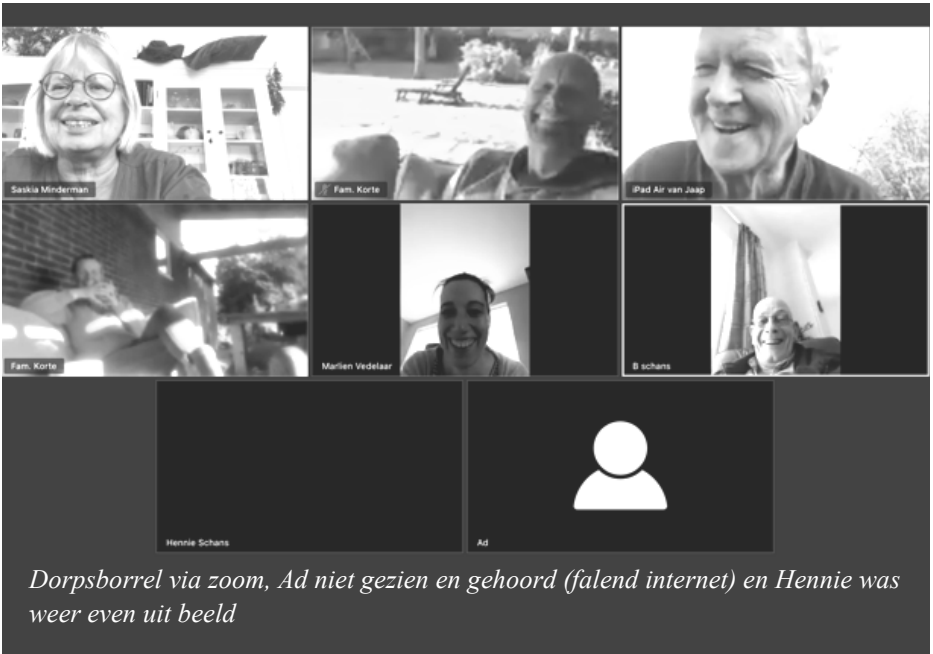 Saskia Minderman
Fam. Korte
iPad Air van Jaap
Fam. Korte
Marlien Vedelaar
B schans
Hennie Schans
Ad
Dorpsborrel via zoom, Ad niet gezien en gehoord (falend internet) en Hennie was
weer even uit beeld